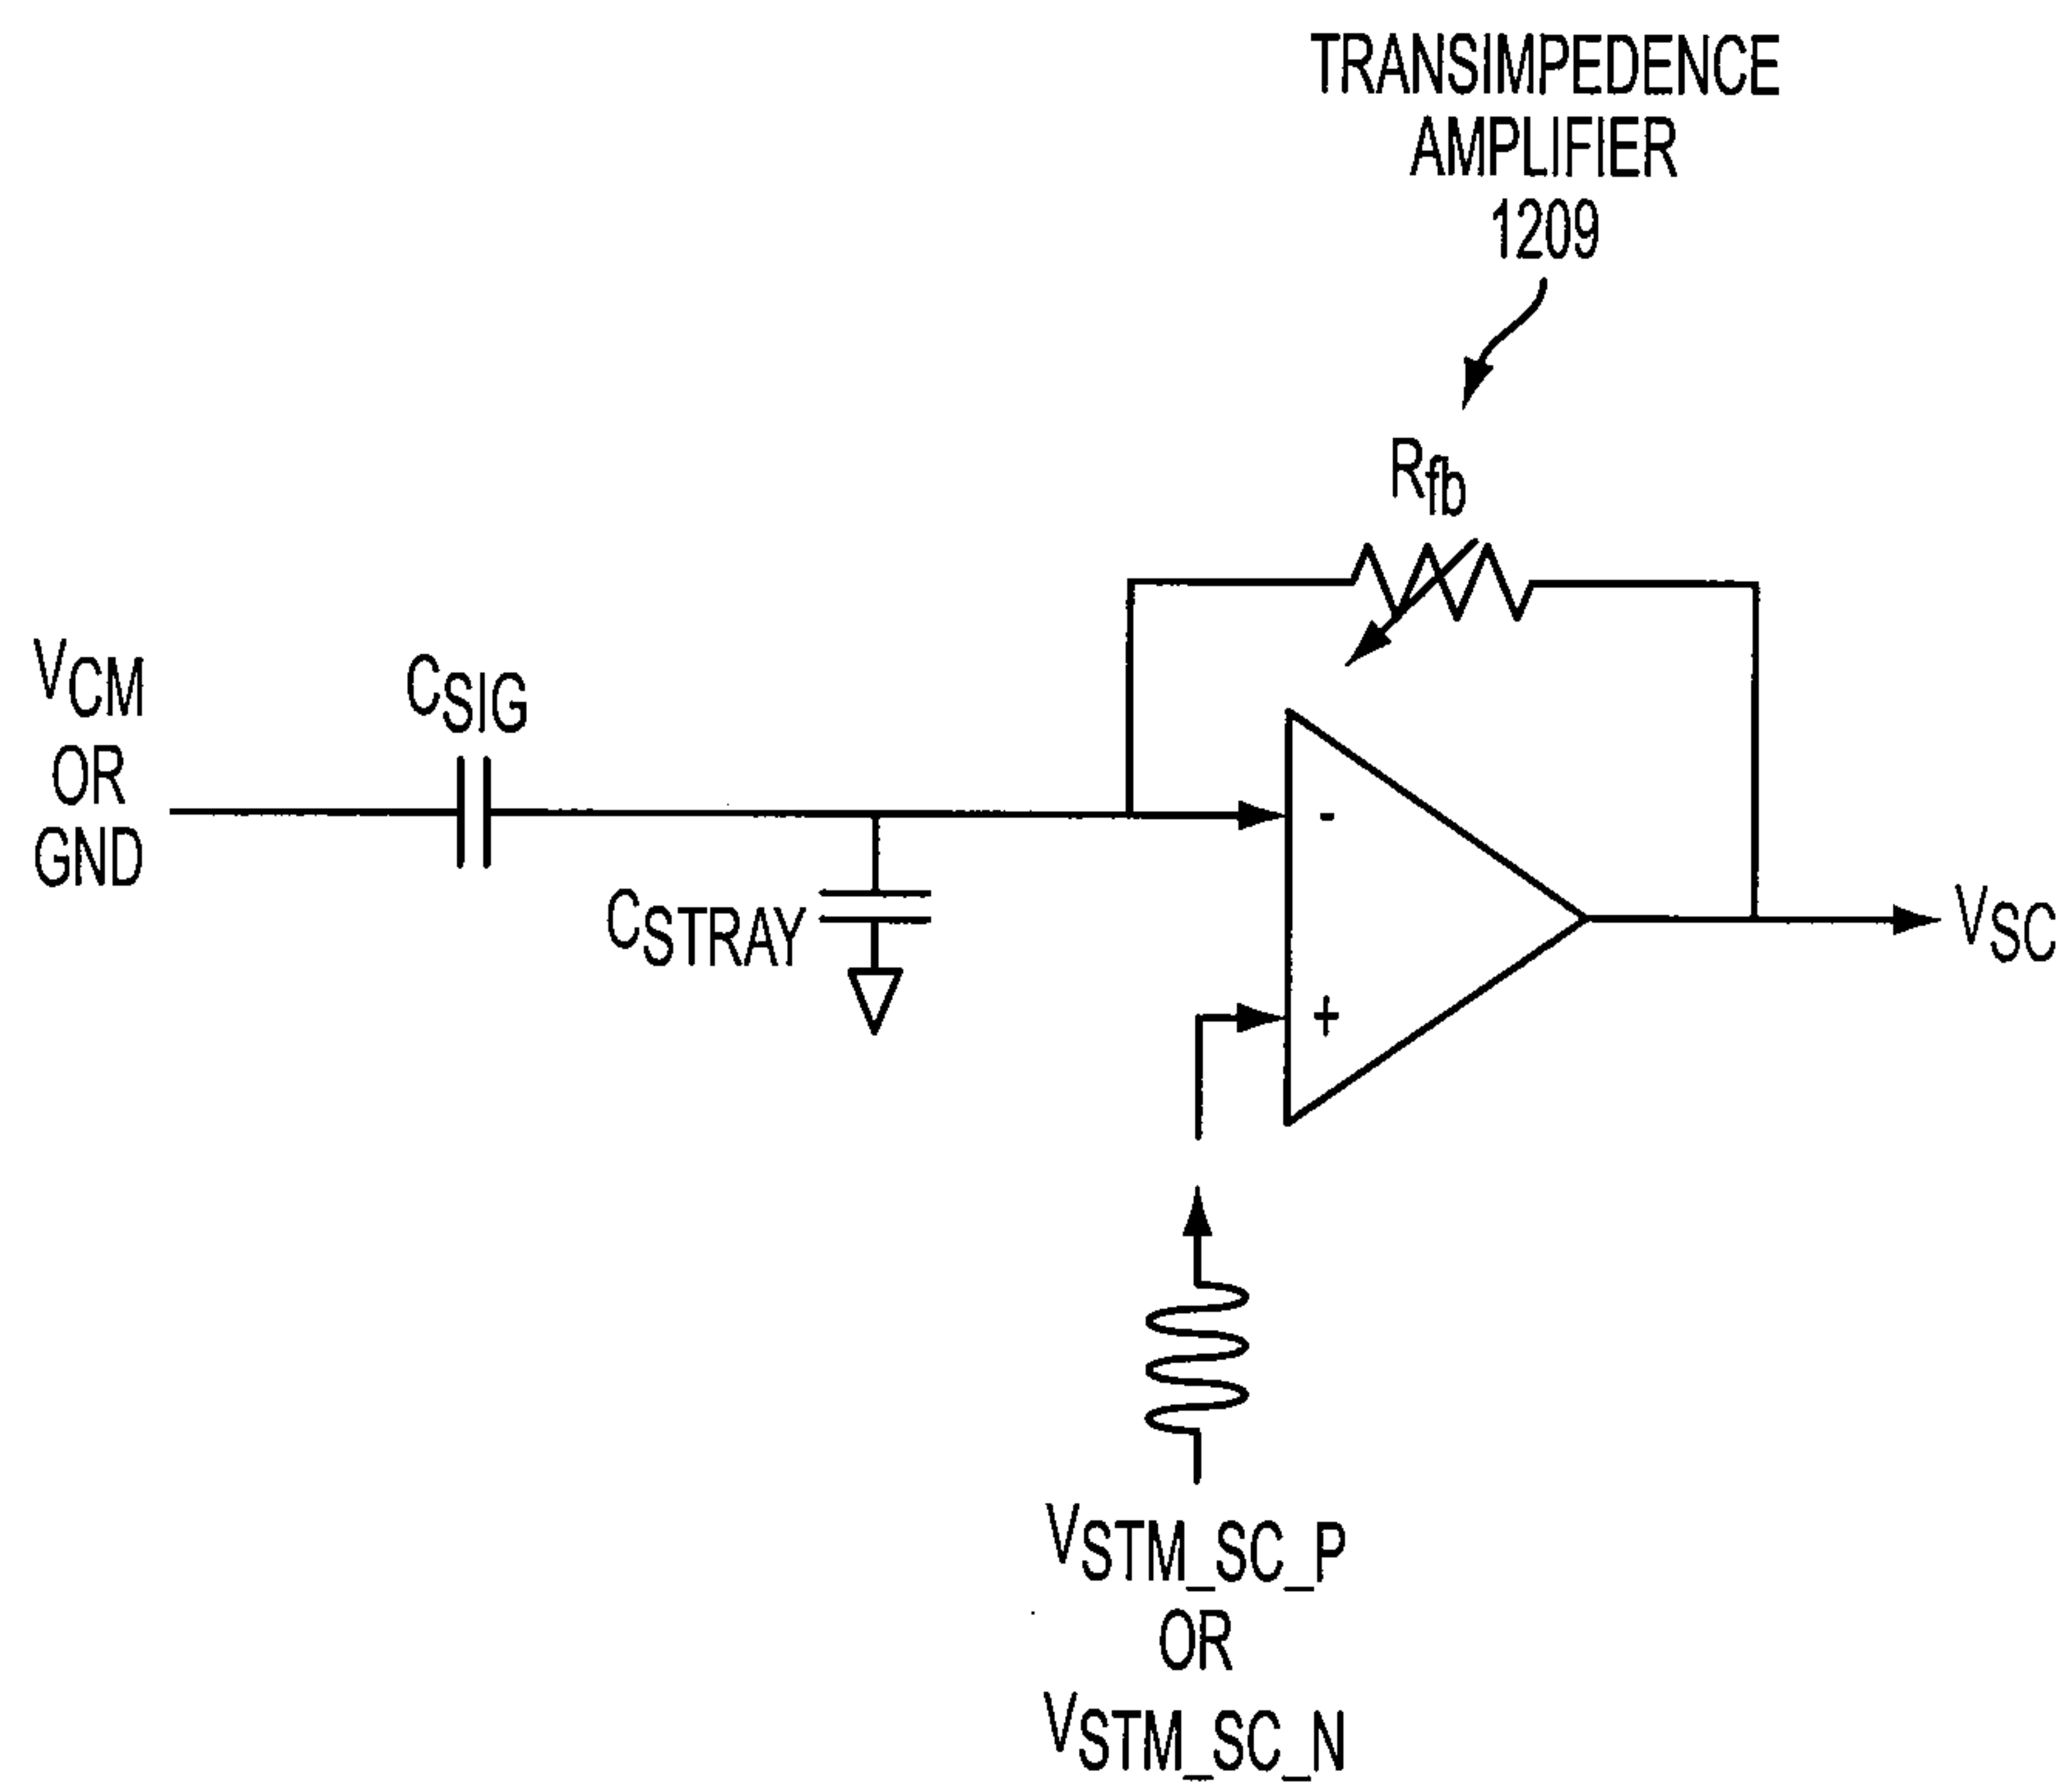 TRANSIMPEDENCE
AMPLIFIER
1209
Rfb
VCM
OR
GND
CSIG
CSTRAY
-
+
VSC
VSTM_SC_P
OR
VSTM_SC_N